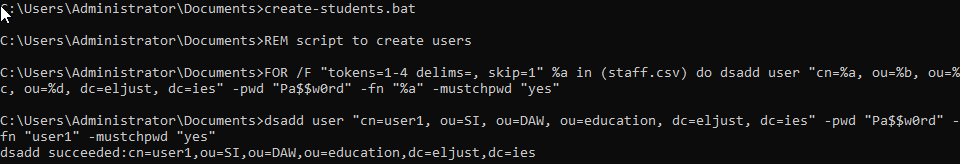 C:\Users\Administrator\Documents>create-students.bat
C:\Users\Administrator\Documents>REM script to create users
C:\Users\Administrator\Documents>FOR /F "tokens=1-4 delims=, skip=1" %a in (staff.csv) do dsadd user "cn=%a, ou=%b, ou=%
c, ou=%d, dc=eljust, dc=ies" -pwd "Pa$$w0rd" -fn "%a" -mustchpwd "yes"
C:\Users\Administrator\Documents>dsadd user "cn=user1, ou=SI, ou=DAW, ou=education, dc=eljust, dc=ies" -pwd "Pa$$w0rd" -
fn "user1" -mustchpwd "yes"
dsadd succeeded:cn=user1,ou=SI,ou=DAW,ou=education,dc=eljust,dc=ies